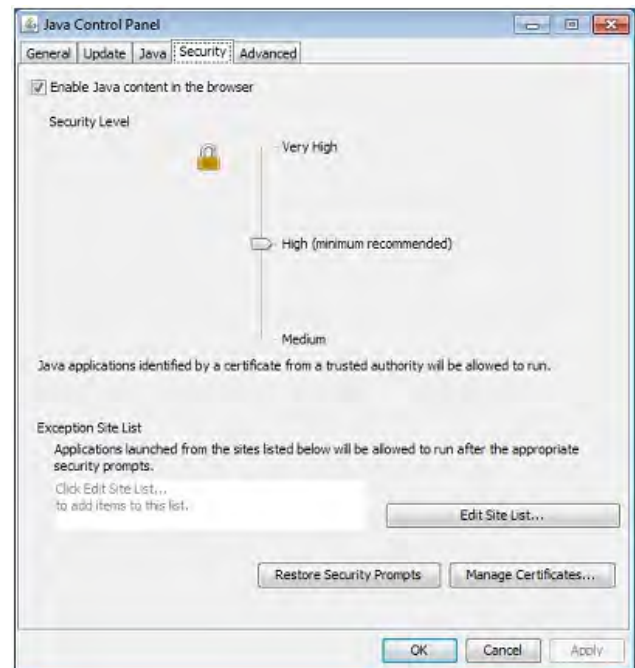 Java Control Panel
General Update Java Security Advanced
Enable Java content in the browser
Security Level
Very High
High (minimum recommended)
Medium
Java applications identified by a certificate from a trusted authority will be allowed to run.
Exception Site List
Applications launched from the sites listed below will be allowed to run after the appropriate
security prompts.
Click Edit Site List...
to add items to this list.
Edit Site List...
Restore Security Prompts Manage Certificates...
OK Cancel Apply